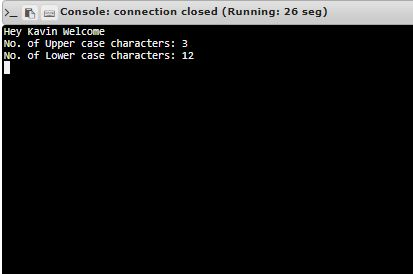 >_ Console: connection closed (Running: 26 seg)
Hey Kavin Welcome
No. of Upper case characters: 3
No. of Lower case characters: 12